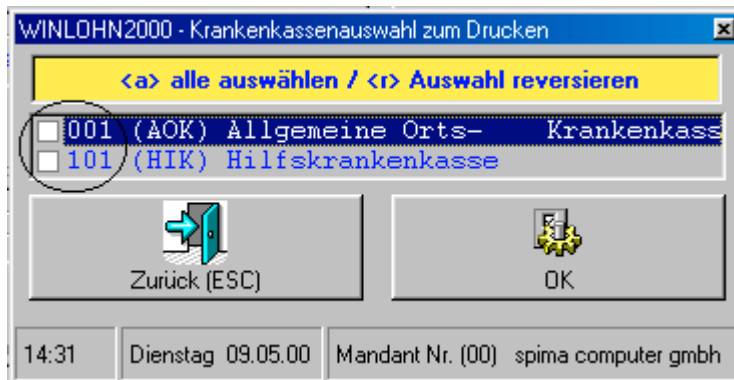 WINLOHN2000 - Krankenkassenauswahl zum Drucken
<a> alle auswählen / <r> Auswahl reversieren
001 (AOK) Allgemeine Orts- Krankenkass
101 (HIK) Hilfskrankenkasse
Zurück (ESC) OK
14:31 Dienstag 09.05.00 Mandant Nr. (00) spima computer gmbh